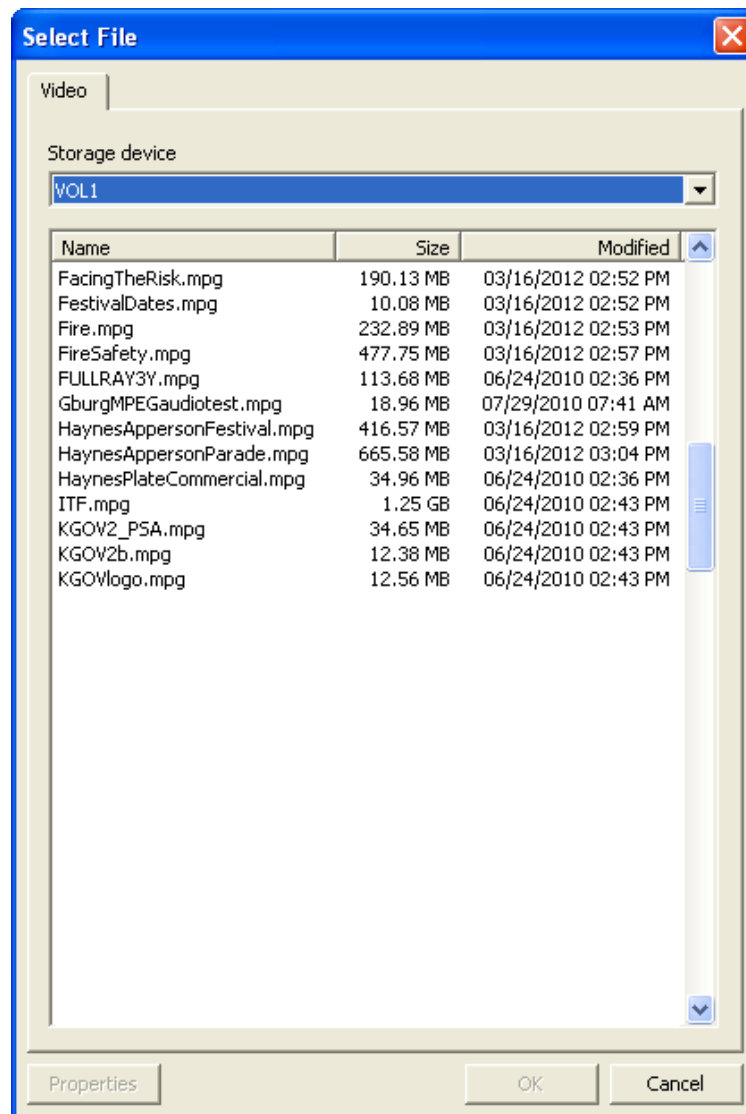 Select File
Video
Storage device
VOL1
Name Size Modified
FacingTheRisk.mpg 190.13 MB 03/16/2012 02:52 PM
FestivalDates.mpg 10.08 MB 03/16/2012 02:52 PM
Fire.mpg 232.89 MB 03/16/2012 02:53 PM
FireSafety.mpg 477.75 MB 03/16/2012 02:57 PM
FULLRAY3Y.mpg 113.68 MB 06/24/2010 02:36 PM
GburgMPEGaudiotest.mpg 18.96 MB 07/29/2010 07:41 AM
HaynesAppersonFestival.mpg 416.57 MB 03/16/2012 02:59 PM
HaynesAppersonParade.mpg 665.58 MB 03/16/2012 03:04 PM
HaynesPlateCommercial.mpg 34.96 MB 06/24/2010 02:36 PM
ITF.mpg 1.25 GB 06/24/2010 02:43 PM
KGOV2_PSA.mpg 34.65 MB 06/24/2010 02:43 PM
KGOV2b.mpg 12.38 MB 06/24/2010 02:43 PM
KGOVlogo.mpg 12.56 MB 06/24/2010 02:43 PM
Properties OK Cancel